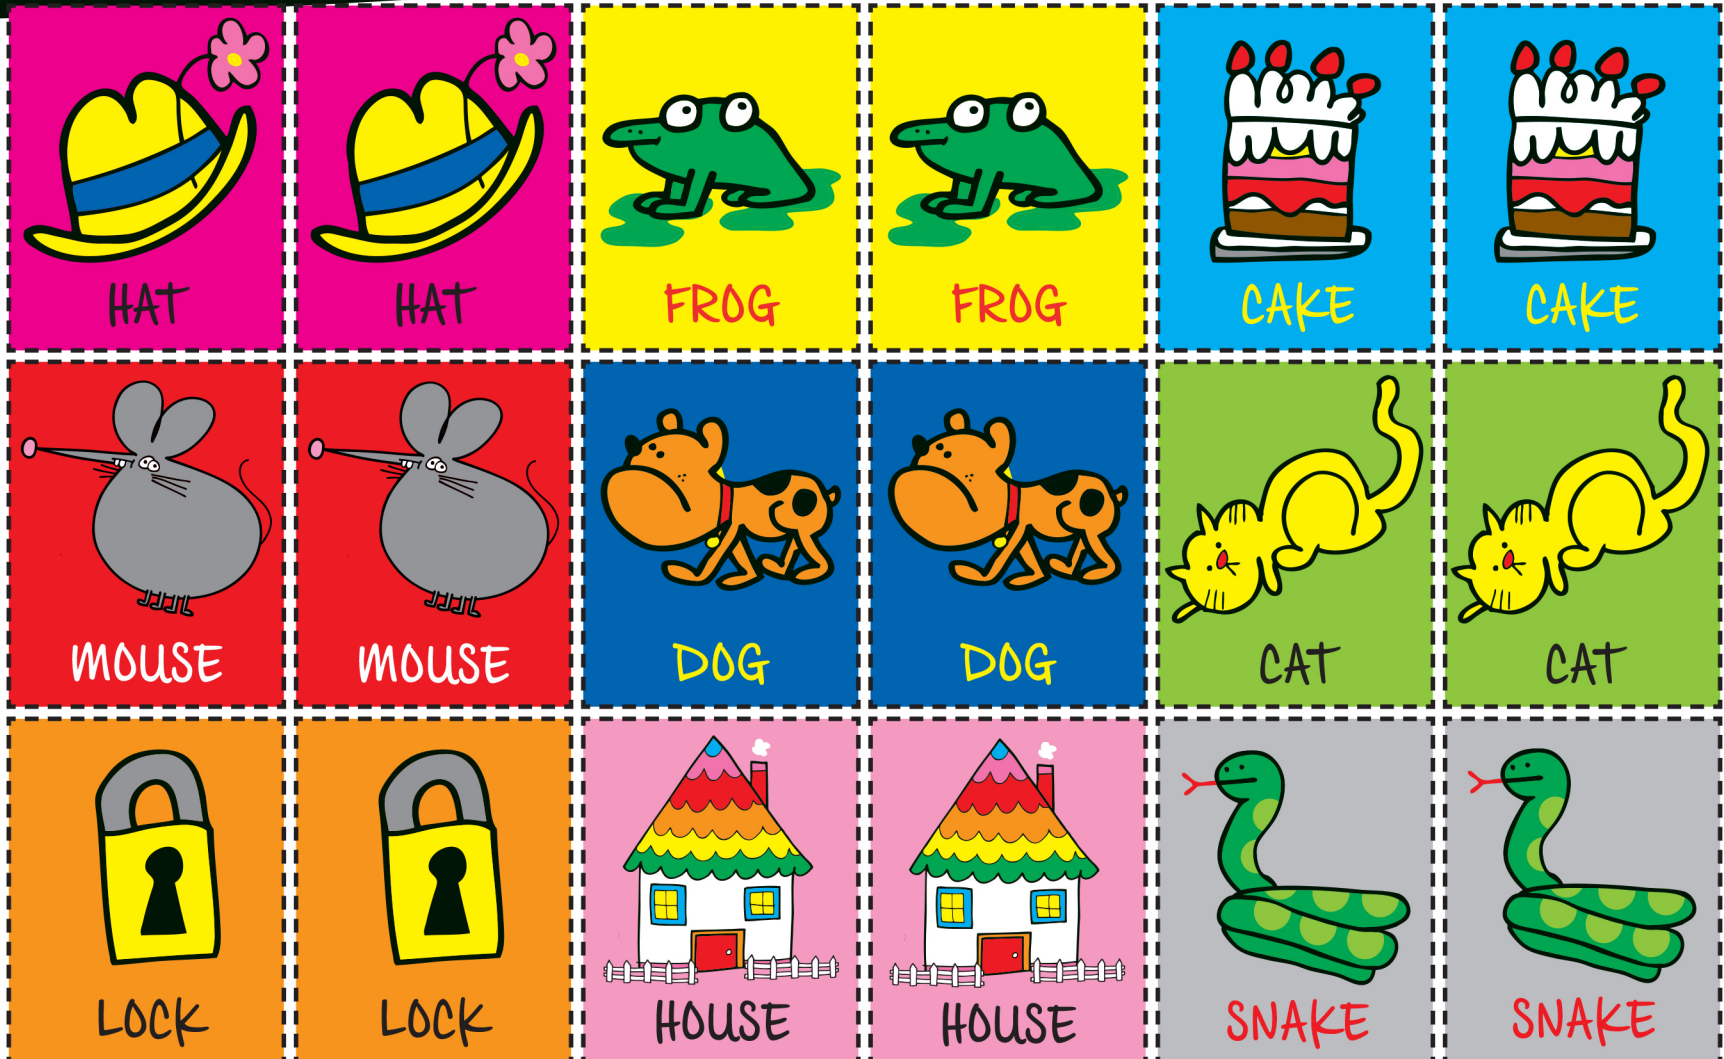 HAT
HAT
FROG
FROG
CAKE
CAKE
MOUSE
MOUSE
DOG
DOG
CAT
CAT
LOCK
LOCK
HOUSE
HOUSE
SNAKE
SNAKE